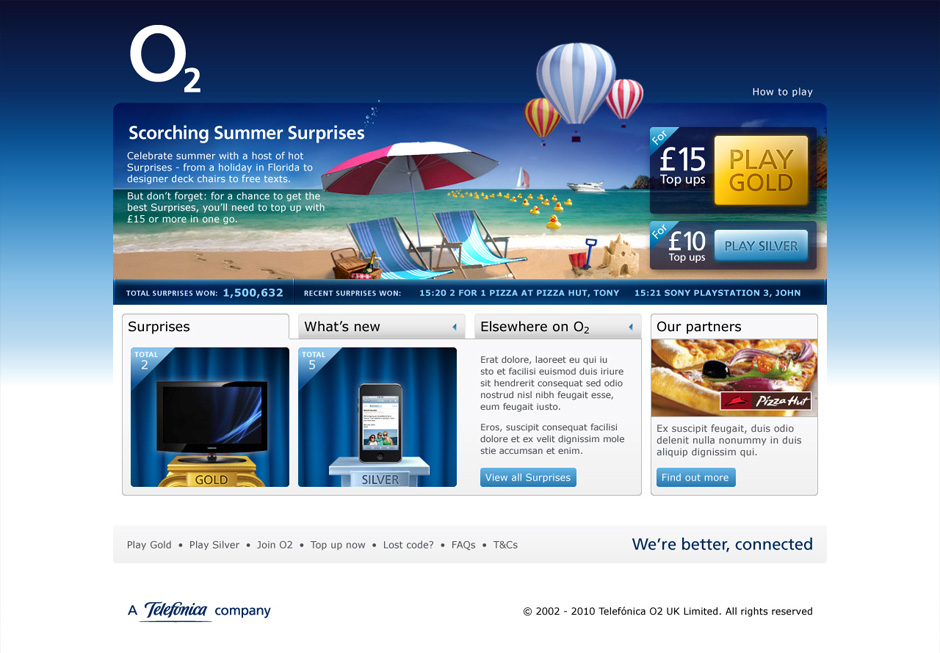 O2
How to play
Scorching Summer Surprises
Celebrate summer with a host of hot
Surprises - from a holiday in Florida to
designer deck chairs to free texts.
But don't forget: for a chance to get the
best Surprises, you'll need to top up with
£15 or more in one go.
For
£15
Top ups
PLAY
GOLD
For
£10
Top ups
PLAY SILVER
TOTAL SURPRISES WON: 1,500,632
RECENT SURPRISES WON: 15:20 2 FOR 1 PIZZA AT PIZZA HUT, TONY 15:21 SONY PLAYSTATION 3, JOHN
Surprises
What's new
Elsewhere on O2
Our partners
TOTAL
2
GOLD
TOTAL
5
SILVER
Erat dolore, laoreet eu qui iu
sto et facilisi euismod duis iriure
sit hendrerit consequat sed odio
nostrud nisl nibh feugait esse,
eum feugait iusto.
Eros, suscipit consequat facilisi
dolore et ex velit dignissim mole
stie accumsan et enim.
View all Surprises
Pizza Hut
Ex suscipit feugait, duis odio
delenit nulla nonummy in duis
aliquip dignissim qui.
Find out more
Play Gold • Play Silver • Join O2 • Top up now • Lost code? • FAQs • T&Cs
We're better, connected
A Telefónica company
© 2002 - 2010 Telefónica O2 UK Limited. All rights reserved